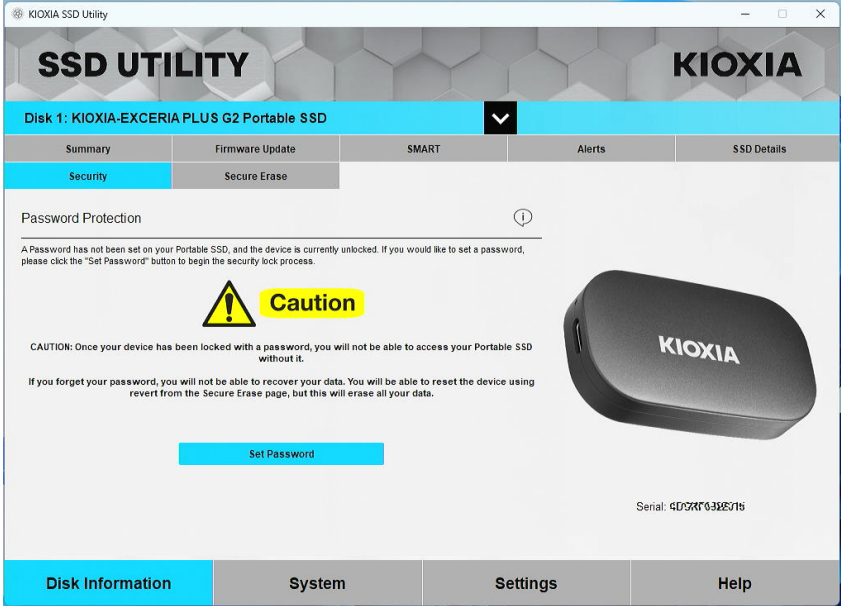 KIOXIA SSD Utility
SSD UTILITY
KIOXIA
Disk 1: KIOXIA-EXCERIA PLUS G2 Portable SSD
Summary
Firmware Update
SMART
Alerts
SSD Details
Security
Secure Erase
Password Protection
A Password has not been set on your Portable SSD, and the device is currently unlocked. If you would like to set a password,
please click the "Set Password" button to begin the security lock process.
Caution
CAUTION: Once your device has been locked with a password, you will not be able to access your Portable SSD
without it.
If you forget your password, you will not be able to recover your data. You will be able to reset the device using
revert from the Secure Erase page, but this will erase all your data.
KIOXIA
Set Password
Serial:
Disk Information
System
Settings
Help